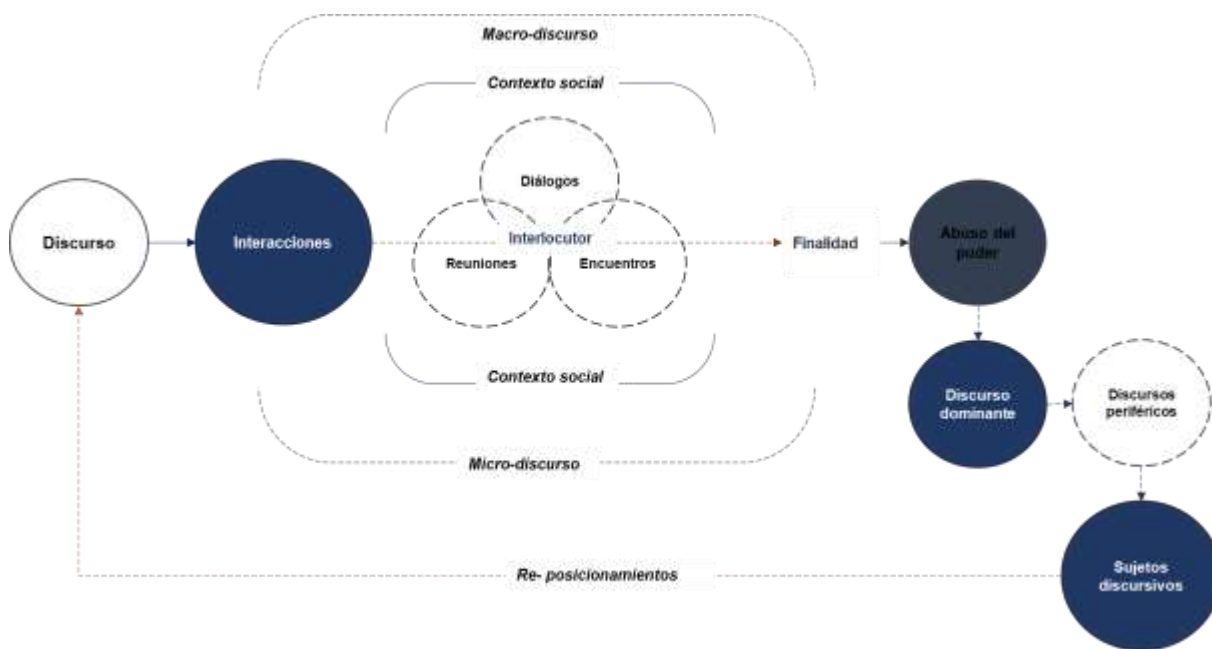 Macro-discurso
Contexto social
Diálogos
Discurso
Interacciones
Interlocutor
Finalidad
Abuso del
poder
Reuniones
Encuentros
Contexto social
Discurso
dominante
Discursos
periféricos
Micro-discurso
Re- posicionamientos
Sujetos
discursivos